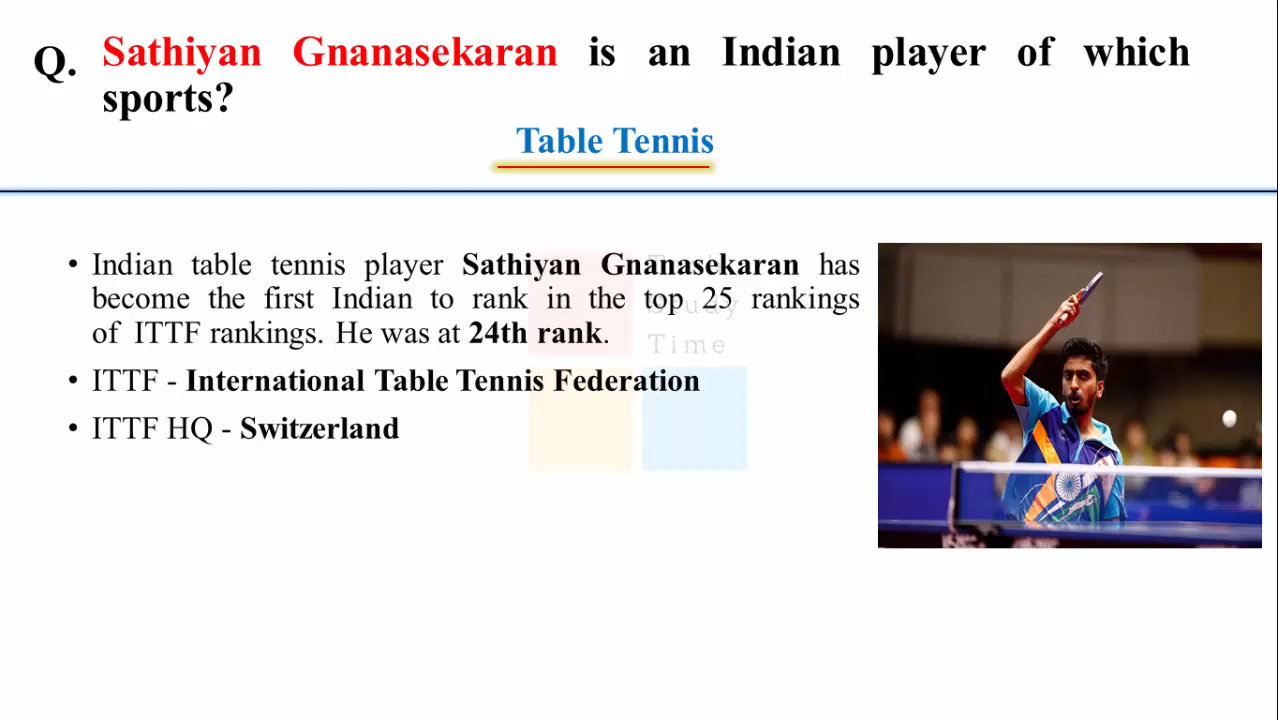 Q. Sathiyan Gnanasekaran is an Indian player of which
sports?
Table Tennis
• Indian table tennis player Sathiyan Gnanasekaran has
become the first Indian to rank in the top 25 rankings
of ITTF rankings. He was at 24th rank.
• ITTF - International Table Tennis Federation
• ITTF HQ - Switzerland
Study
Time